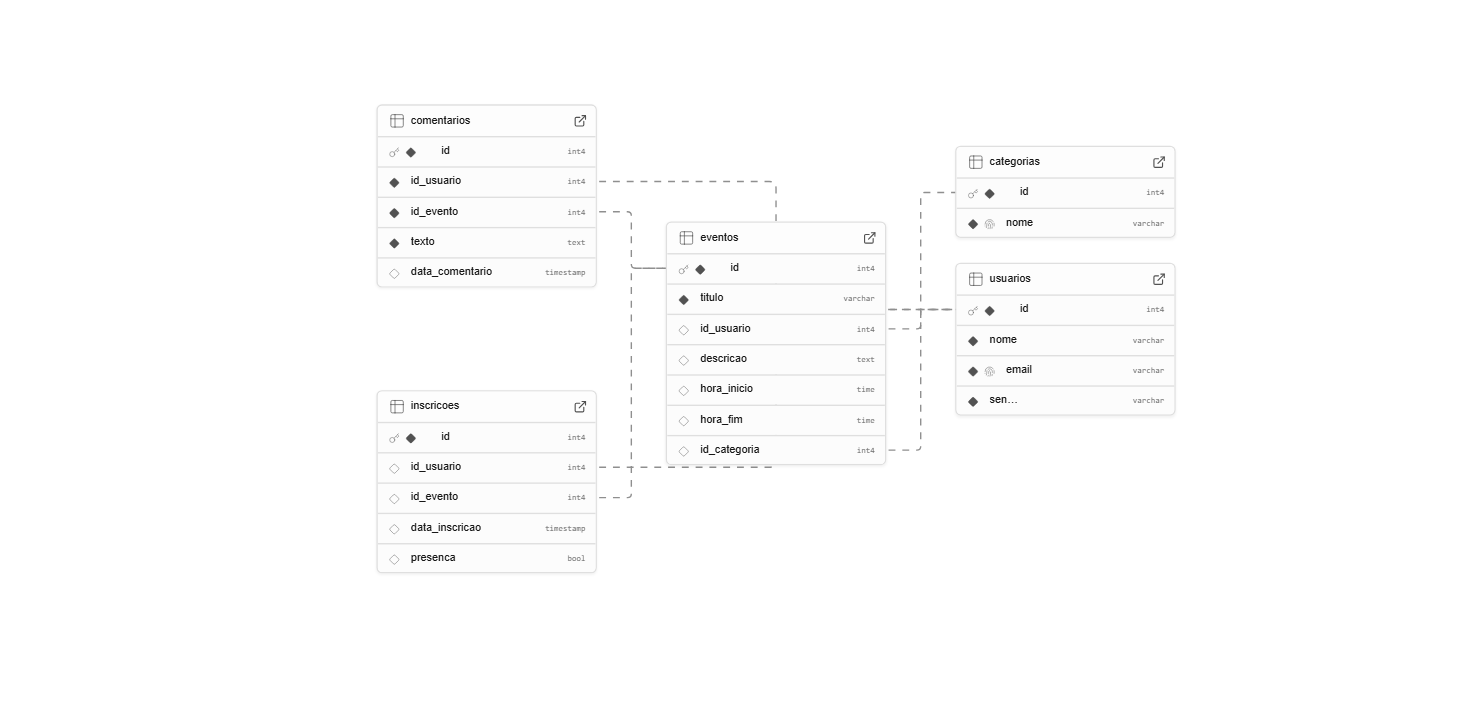 comentarios
id int4
id_usuario int4
id_evento int4
texto text
data_comentario timestamp
inscricoes
id int4
id_usuario int4
id_evento int4
data_inscricao timestamp
presenca bool
eventos
id int4
titulo varchar
id_usuario int4
descricao text
hora_inicio time
hora_fim time
id_categoria int4
categorias
id int4
nome varchar
usuarios
id int4
nome varchar
email varchar
sen... varchar